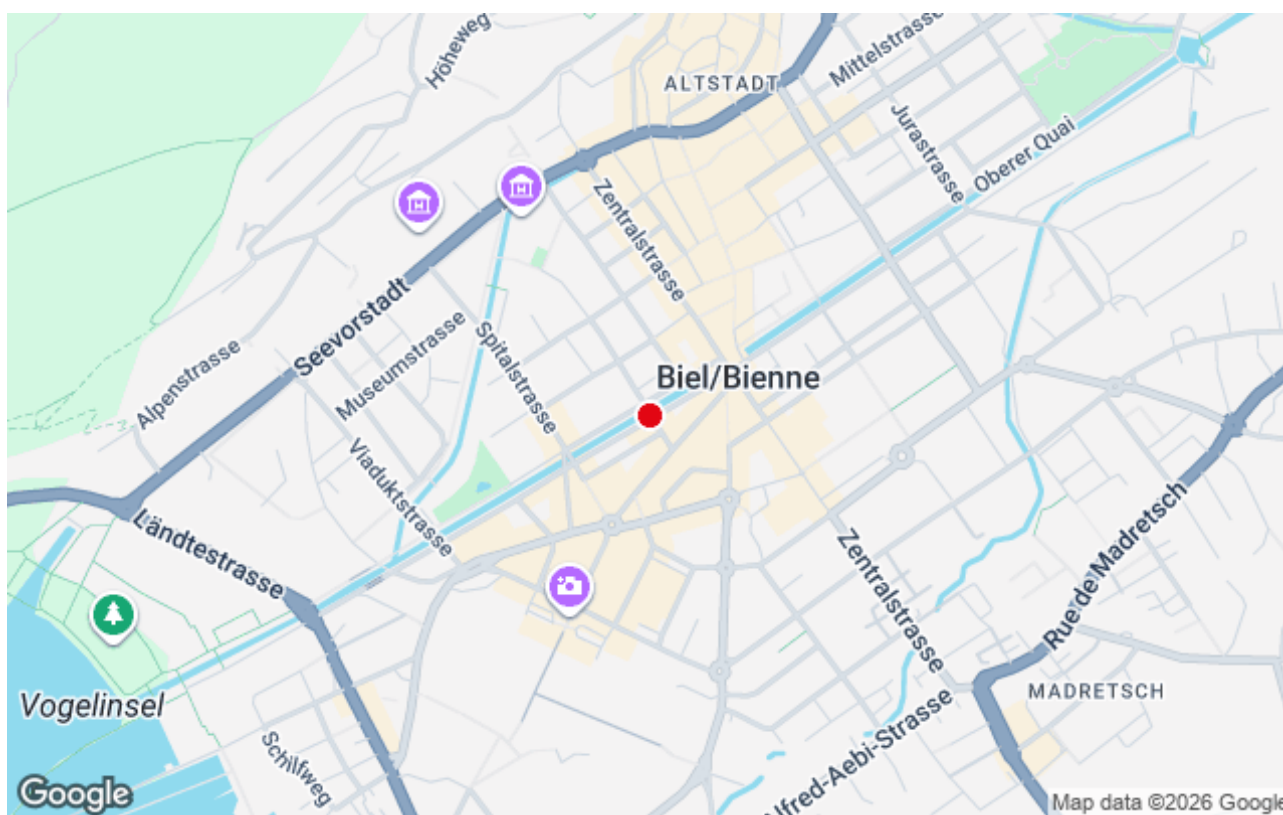 Höheweg
Mittelstrasse
ALTSTADT
Jurastrasse
Oberer Quai
Zentralstrasse
Seevorstadt
Museumstrasse
Spitalstrasse
Alpenstrasse
Biel/Bienne
Viaduktstrasse
Ländtestrasse
Zentralstrasse
Rue de Madretsch
Vogelinsel
MADRETSCH
Schilfweg
Alfred-Aebi-Strasse
Google
Map data ©2026 Google